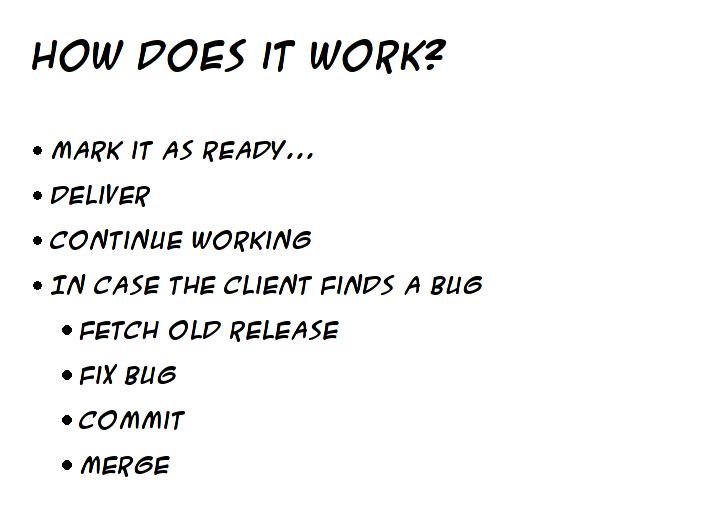 HOW DOES IT WORK?
• MARK IT AS READY...
• DELIVER
• CONTINUE WORKING
• IN CASE THE CLIENT FINDS A BUG
• FETCH OLD RELEASE
• FIX BUG
• COMMIT
• MERGE